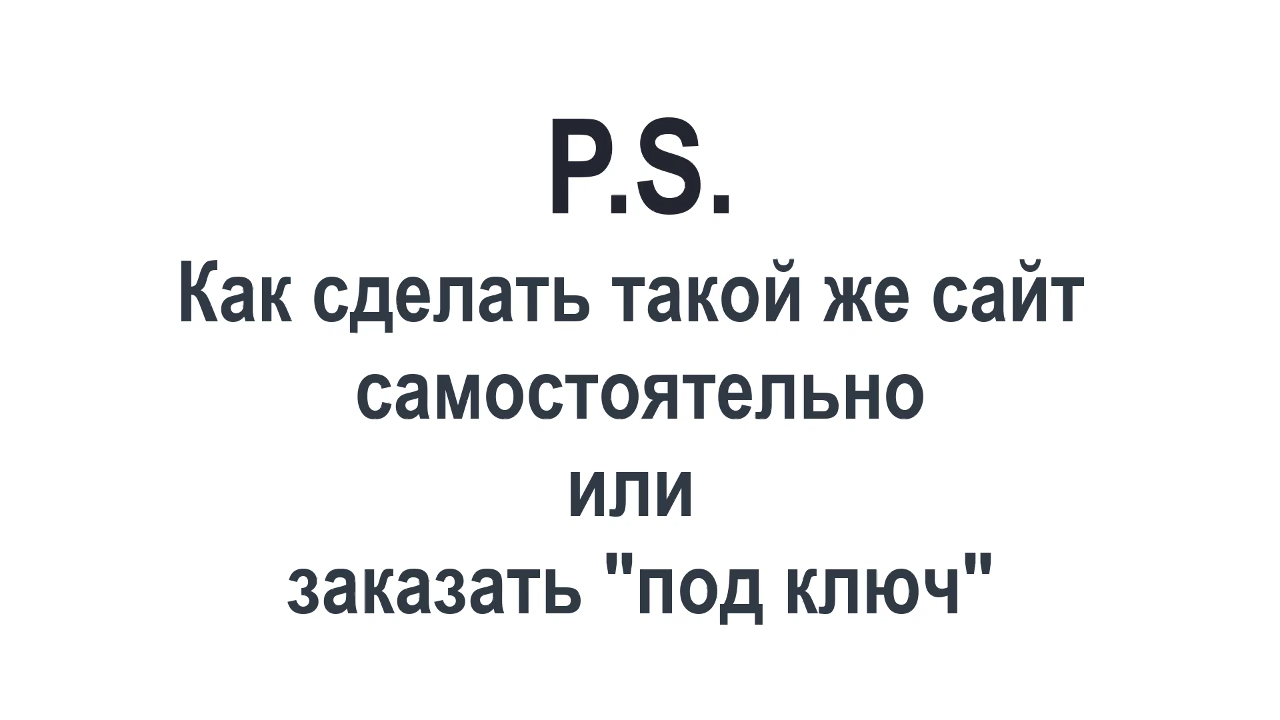 P.S.
Как сделать такой же сайт
самостоятельно
или
заказать "под ключ"